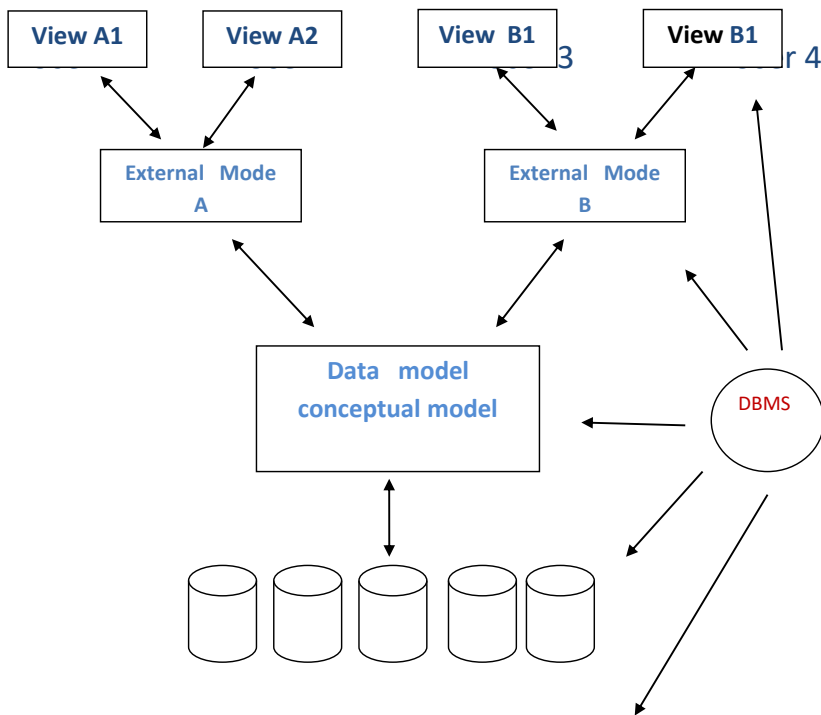 View A1
View A2
View B1
View B1
3
4
External Mode
A
External Mode
B
Data model
conceptual model
DBMS